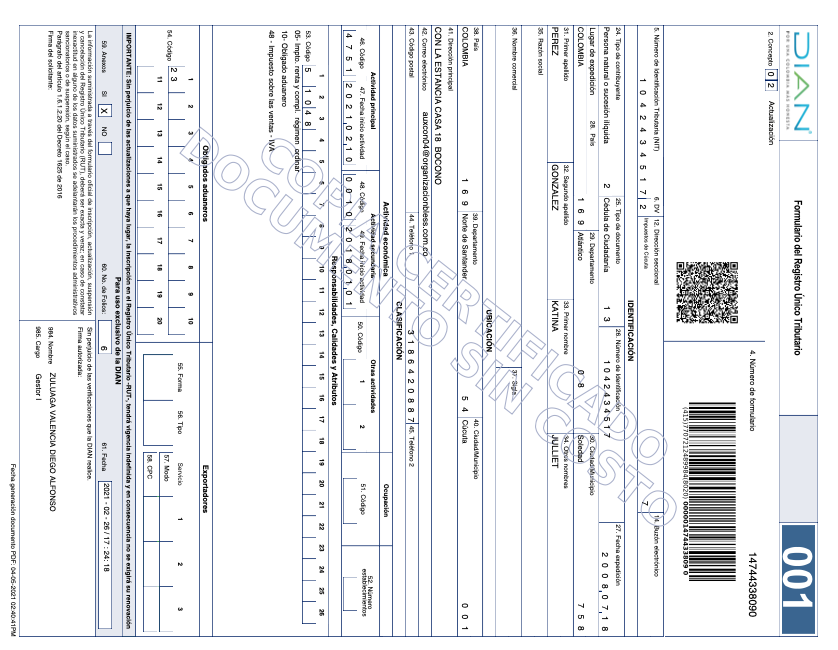 DIAN
POR UNA COLOMBIA MÁS HONESTA
Formulario del Registro Único Tributario
001
2. Concepto 0 2 Actualización
4. Número de formulario
14744338090
(415)7707212489984(8020) 000001474433809 0
5. Número de Identificación Tributaria (NIT)
6. DV
12. Dirección seccional
14. Buzón electrónico
1 0 4 2 4 3 4 5 1 7 2
Impuestos de Cúcuta
7
IDENTIFICACIÓN
24. Tipo de contribuyente
25. Tipo de documento
26. Número de Identificación
27. Fecha expedición
Persona natural o sucesión ilíquida 2
Cédula de Ciudadanía 1 3
1 0 4 2 4 3 4 5 1 7
2 0 0 8 0 7 1 8
Lugar de expedición 28. País
29. Departamento
30. Ciudad/Municipio
COLOMBIA 1 6 9
Atlántico 0 8
Soledad 7 5 8
31. Primer apellido
32. Segundo apellido
33. Primer nombre
34. Otros nombres
PEREZ
GONZALEZ
KATINA
JULLIET
35. Razón social
36. Nombre comercial
37. Sigla
UBICACIÓN
38. País
39. Departamento
40. Ciudad/Municipio
COLOMBIA 1 6 9
Norte de Santander 5 4
Cúcuta 0 0 1
41. Dirección principal
CON LA ESTANCIA CASA 18 BOCONO
42. Correo electrónico auxcon04@organizacionbless.com.co
43. Código postal
44. Teléfono 1 3 1 8 6 4 2 0 8 8 7
45. Teléfono 2
CLASIFICACIÓN
Actividad económica
Ocupación
Actividad principal
Actividad secundaria
Otras actividades
46. Código
47. Fecha inicio actividad
48. Código
49. Fecha inicio actividad
50. Código
1
2
51. Código
52. Número establecimientos
4 7 5 1 2 0 2 1 0 2 1 0
0 0 1 0 2 0 1 8 0 1 0 1
Responsabilidades, Calidades y Atributos
1 2 3 4 5 6 7 8 9 10 11 12 13 14 15 16 17 18 19 20 21 22 23 24 25 26
53. Código 5 1 0 4 8
05- Impto. renta y compl. régimen ordinar
10- Obligado aduanero
48 - Impuesto sobre las ventas - IVA
Obligados aduaneros
Exportadores
1 2 3 4 5 6 7 8 9 10
54. Código 2 3
11 12 13 14 15 16 17 18 19 20
55. Forma
56. Tipo
Servicio
1
2
3
57. Modo
58. CPC
IMPORTANTE: Sin perjuicio de las actualizaciones a que haya lugar, la inscripción en el Registro Único Tributario -RUT-, tendrá vigencia indefinida y en consecuencia no se exigirá su renovación
Para uso exclusivo de la DIAN
59. Anexos SI X NO
60. No. de Folios: 6
61. Fecha 2021 - 02 - 26 / 17 : 24: 18
La información suministrada a través del formulario oficial de inscripción, actualización, suspensión
y cancelación del Registro Único Tributario (RUT), deberá ser exacta y veraz; en caso de constatar
inexactitud en alguno de los datos suministrados se adelantarán los procedimientos administrativos
sancionatorios o de suspensión, según el caso.
Parágrafo del artículo 1.6.1.2.20 del Decreto 1625 de 2016
Firma del solicitante:
Sin perjuicio de las verificaciones que la DIAN realice.
Firma autorizada:
984. Nombre ZULUAGA VALENCIA DIEGO ALFONSO
985. Cargo Gestor I
Fecha generación documento PDF: 04-05-2021 02:40:41PM
COPIA CERTIFICADO
DOCUMENTO SIN COSTO